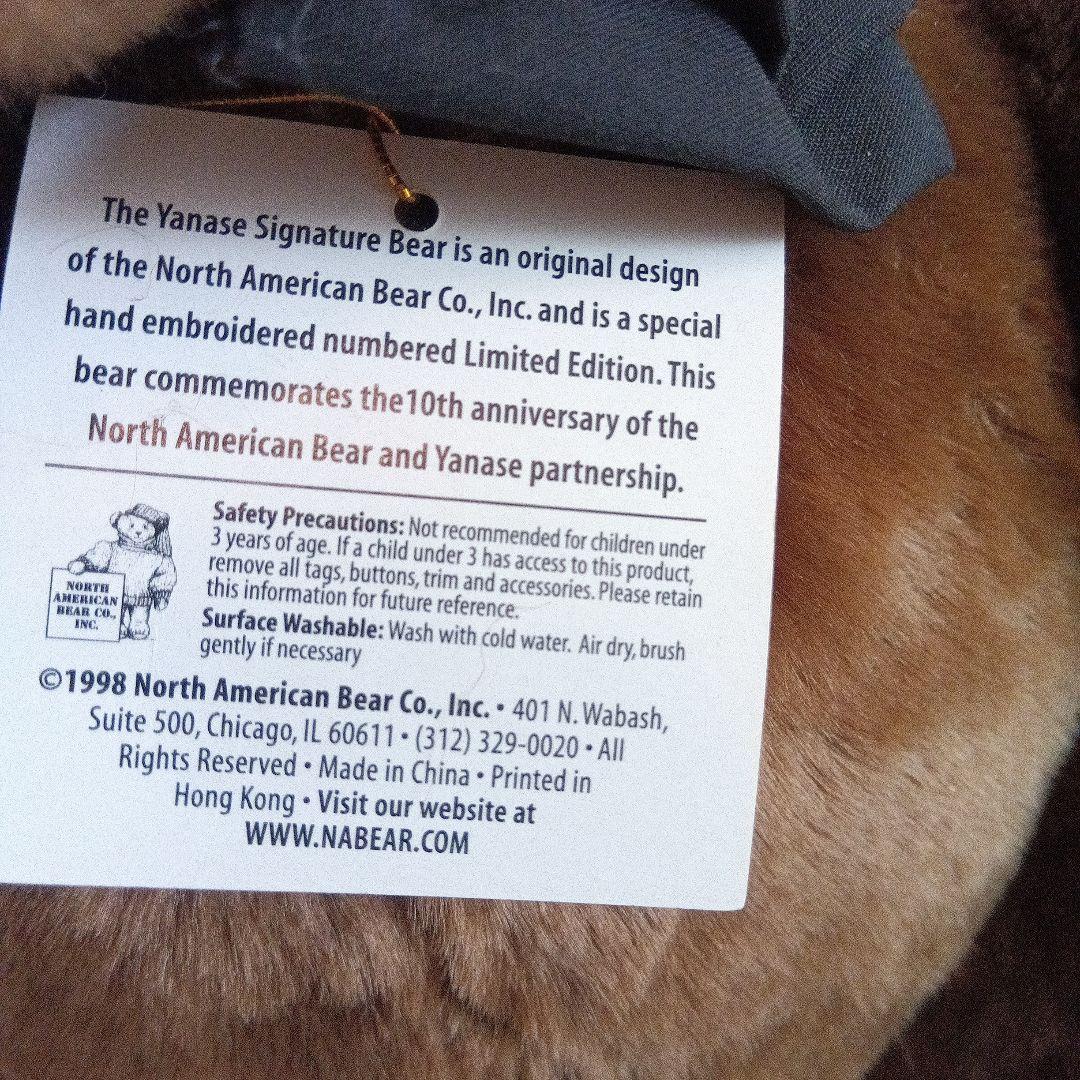 The Yanase Signature Bear is an original design
of the North American Bear Co., Inc. and is a special
hand embroidered numbered Limited Edition. This
bear commemorates the10th anniversary of the
North American Bear and Yanase partnership.
NORTH
AMERICAN
BEAR CO.,
INC.
Safety Precautions: Not recommended for children under
3 years of age. If a child under 3 has access to this product,
remove all tags, buttons, trim and accessories. Please retain
this information for future reference.
Surface Washable: Wash with cold water. Air dry, brush
gently if necessary
©1998 North American Bear Co., Inc. • 401 N. Wabash,
Suite 500, Chicago, IL 60611 • (312) 329-0020 • All
Rights Reserved • Made in China • Printed in
Hong Kong • Visit our website at
WWW.NABEAR.COM